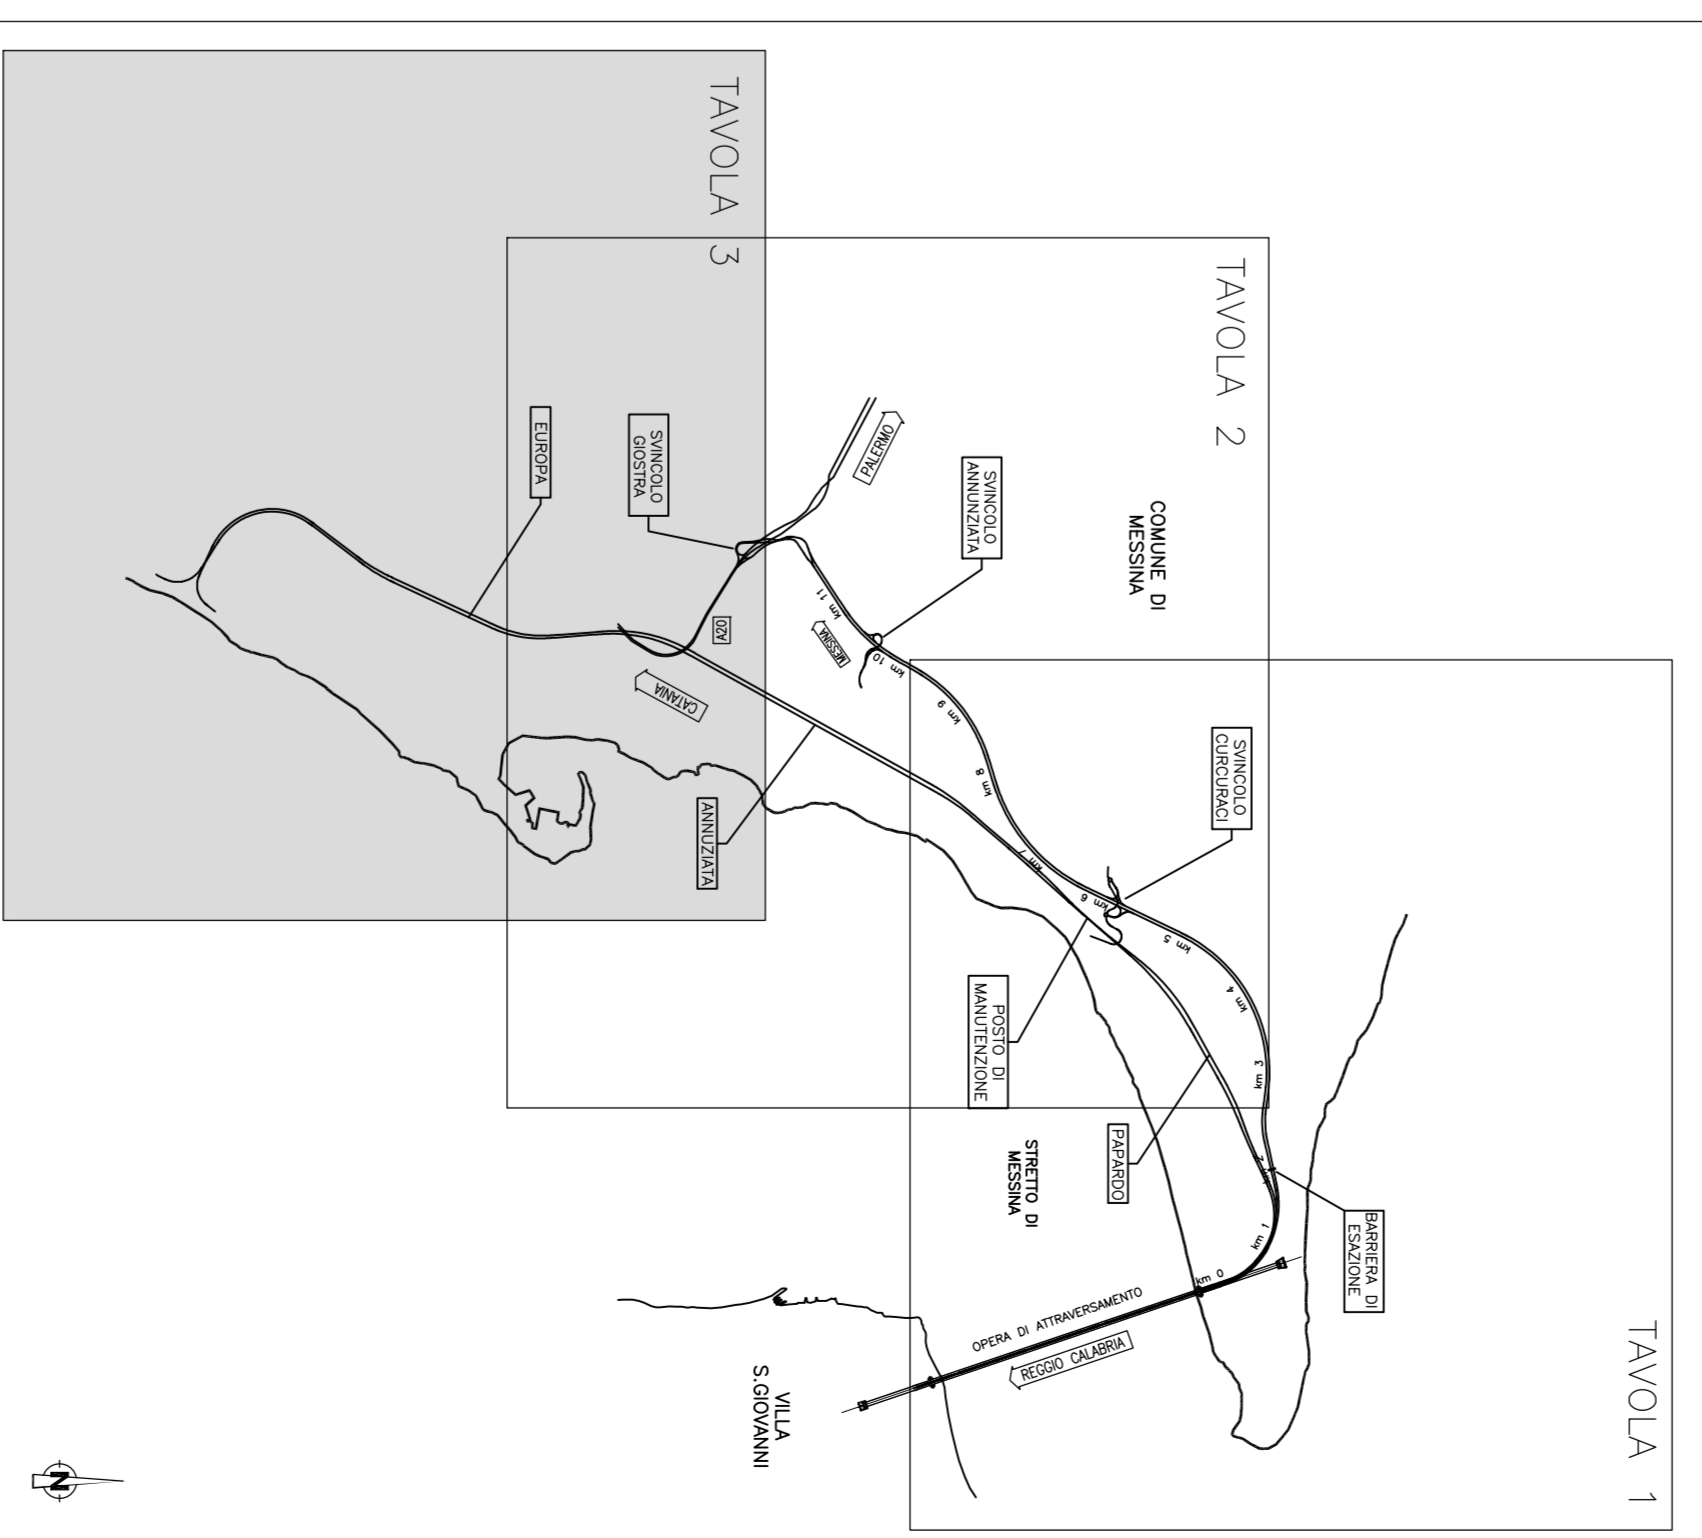 TAVOLA 1
BARRIERA DI
ESAZIONE
TAVOLA 2
SVINCOLO
CURCURACI
COMUNE DI
MESSINA
SVINCOLO
ANNUNZIATA
PALERMO
MESSINA
km 0
km 1
km 2
km 3
km 4
km 5
km 6
km 7
km 8
km 9
km 10
km 11
PAPARDO
STRETTO DI
MESSINA
POSTO DI
MANUTENZIONE
OPERA DI ATTRAVERSAMENTO
REGGIO CALABRIA
VILLA
S.GIOVANNI
TAVOLA 3
A20
CATANIA
ANNUZIATA
SVINCOLO
GIOSTRA
EUROPA
N